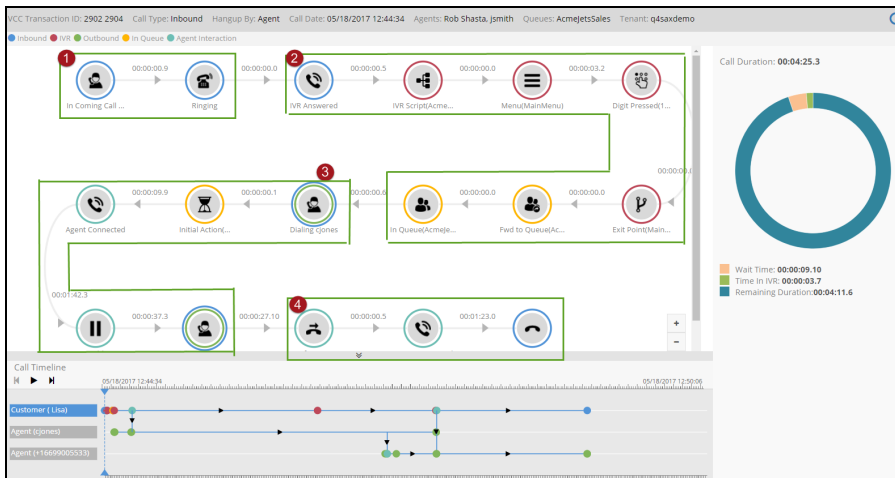 VCC Transaction ID: 2902 2904 Call Type: Inbound Hangup By: Agent Call Date: 05/18/2017 12:44:34 Agents: Rob Shasta, jsmith Queues: AcmeJetsSales Tenant: q4saxdemo
Inbound IVR Outbound In Queue Agent Interaction
1 00:00:00.9 00:00:00.0 2 00:00:00.5 00:00:00.0 00:00:03.2
In Coming Call ... Ringing IVR Answered IVR Script(Acme... Menu(MainMenu) Digit Pressed(1...
00:00:00.0
3
00:00:09.9 00:00:00.1 00:00:00.6 00:00:00.0 00:00:00.0
Agent Connected Initial Action(... Dialing cjones In Queue(AcmeJe... Fwd to Queue(Ac... Exit Point(Main...
00:01:42.3
4
00:00:37.3 00:00:27.10 00:00:00.5 00:01:23.0
+
−
Call Duration: 00:04:25.3
Wait Time: 00:00:09.10
Time In IVR: 00:00:03.7
Remaining Duration:00:04:11.6
Call Timeline
05/18/2017 12:44:34 05/18/2017 12:50:06
Customer ( Lisa)
Agent (cjones)
Agent (+16699005533)